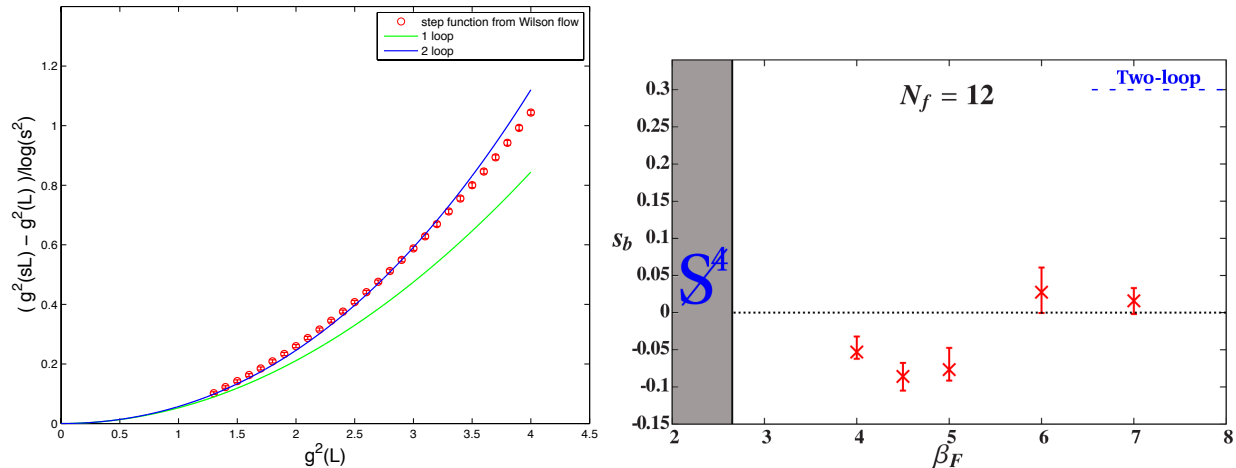 step function from Wilson flow
1 loop
2 loop
( g²(sL) − g²(L) )/log(s²)
1.2
1
0.8
0.6
0.4
0.2
0
0 0.5 1 1.5 2 2.5 3 3.5 4 4.5
g²(L)
N_f = 12
Two-loop
s_b
0.3
0.25
0.2
0.15
0.1
0.05
0
-0.05
-0.1
-0.15
S⁴
2 3 4 5 6 7 8
β_F